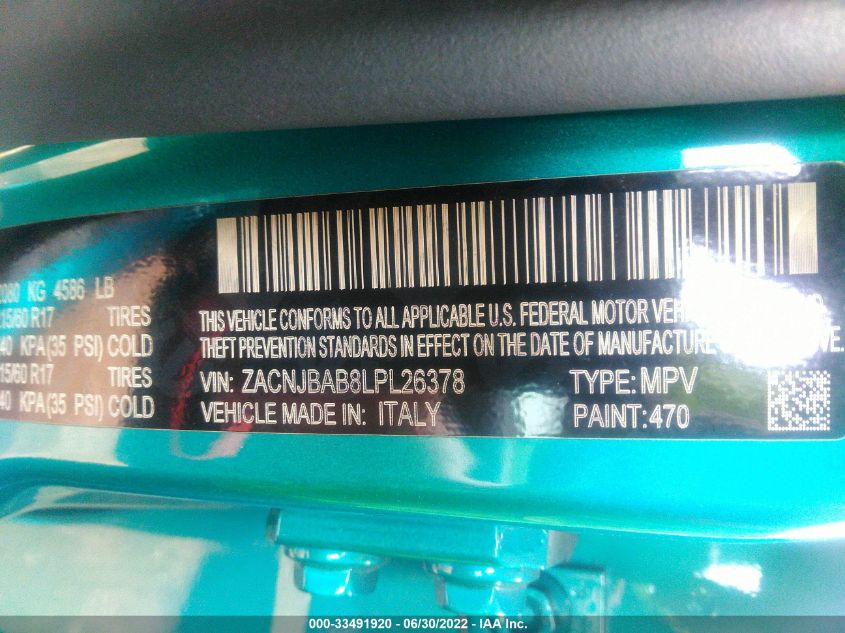 2080 KG 4586 LB
15/60 R17 TIRES
40 KPA(35 PSI) COLD
15/60 R17 TIRES
40 KPA(35 PSI) COLD
THIS VEHICLE CONFORMS TO ALL APPLICABLE U.S. FEDERAL MOTOR
THEFT PREVENTION STANDARDS IN EFFECT ON THE DATE OF MANUFACTURE
VIN: ZACNJBAB8LPL26378 TYPE: MPV
VEHICLE MADE IN: ITALY PAINT:470
000-33491920 - 06/30/2022 - IAA Inc.